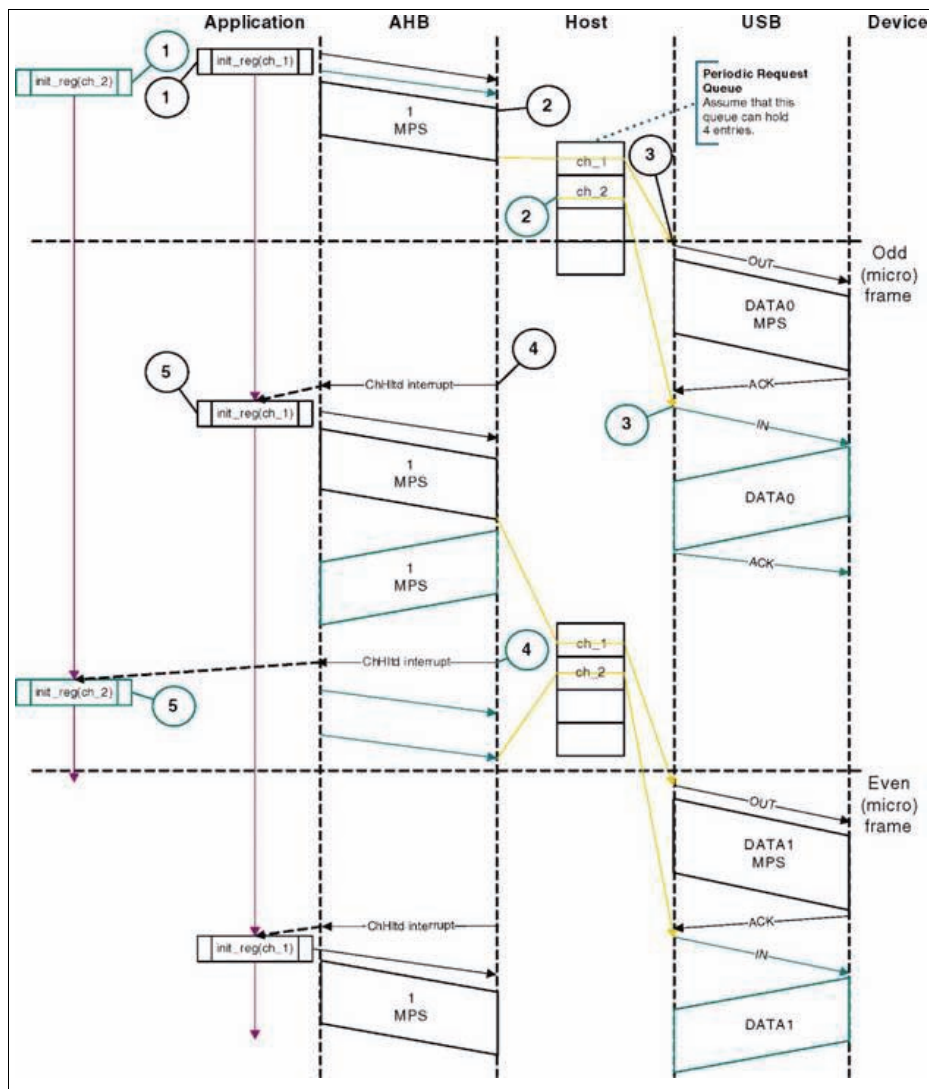 Application
AHB
Host
USB
Device
1
init_reg(ch_1)
init_reg(ch_2)
1
Periodic Request
Queue
Assume that this
queue can hold
4 entries.
1
MPS
2
3
ch_1
ch_2
2
Odd
(micro)
frame
OUT
DATA0
MPS
4
5
ChHltd interrupt
ACK
init_reg(ch_1)
3
IN
1
MPS
DATA0
1
MPS
ACK
ch_1
4
ChHltd interrupt
ch_2
init_reg(ch_2)
5
Even
(micro)
frame
OUT
DATA1
MPS
ChHltd interrupt
ACK
init_reg(ch_1)
IN
1
MPS
DATA1